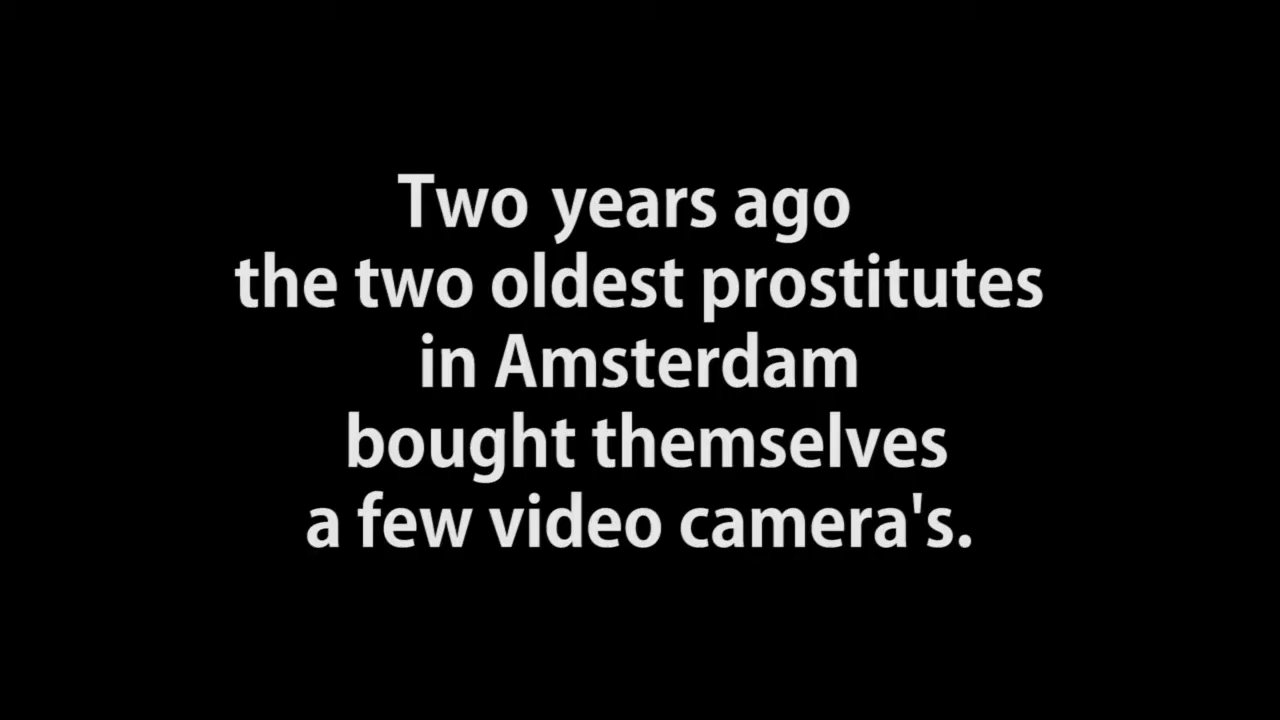 Two years ago
the two oldest prostitutes
in Amsterdam
bought themselves
a few video camera's.